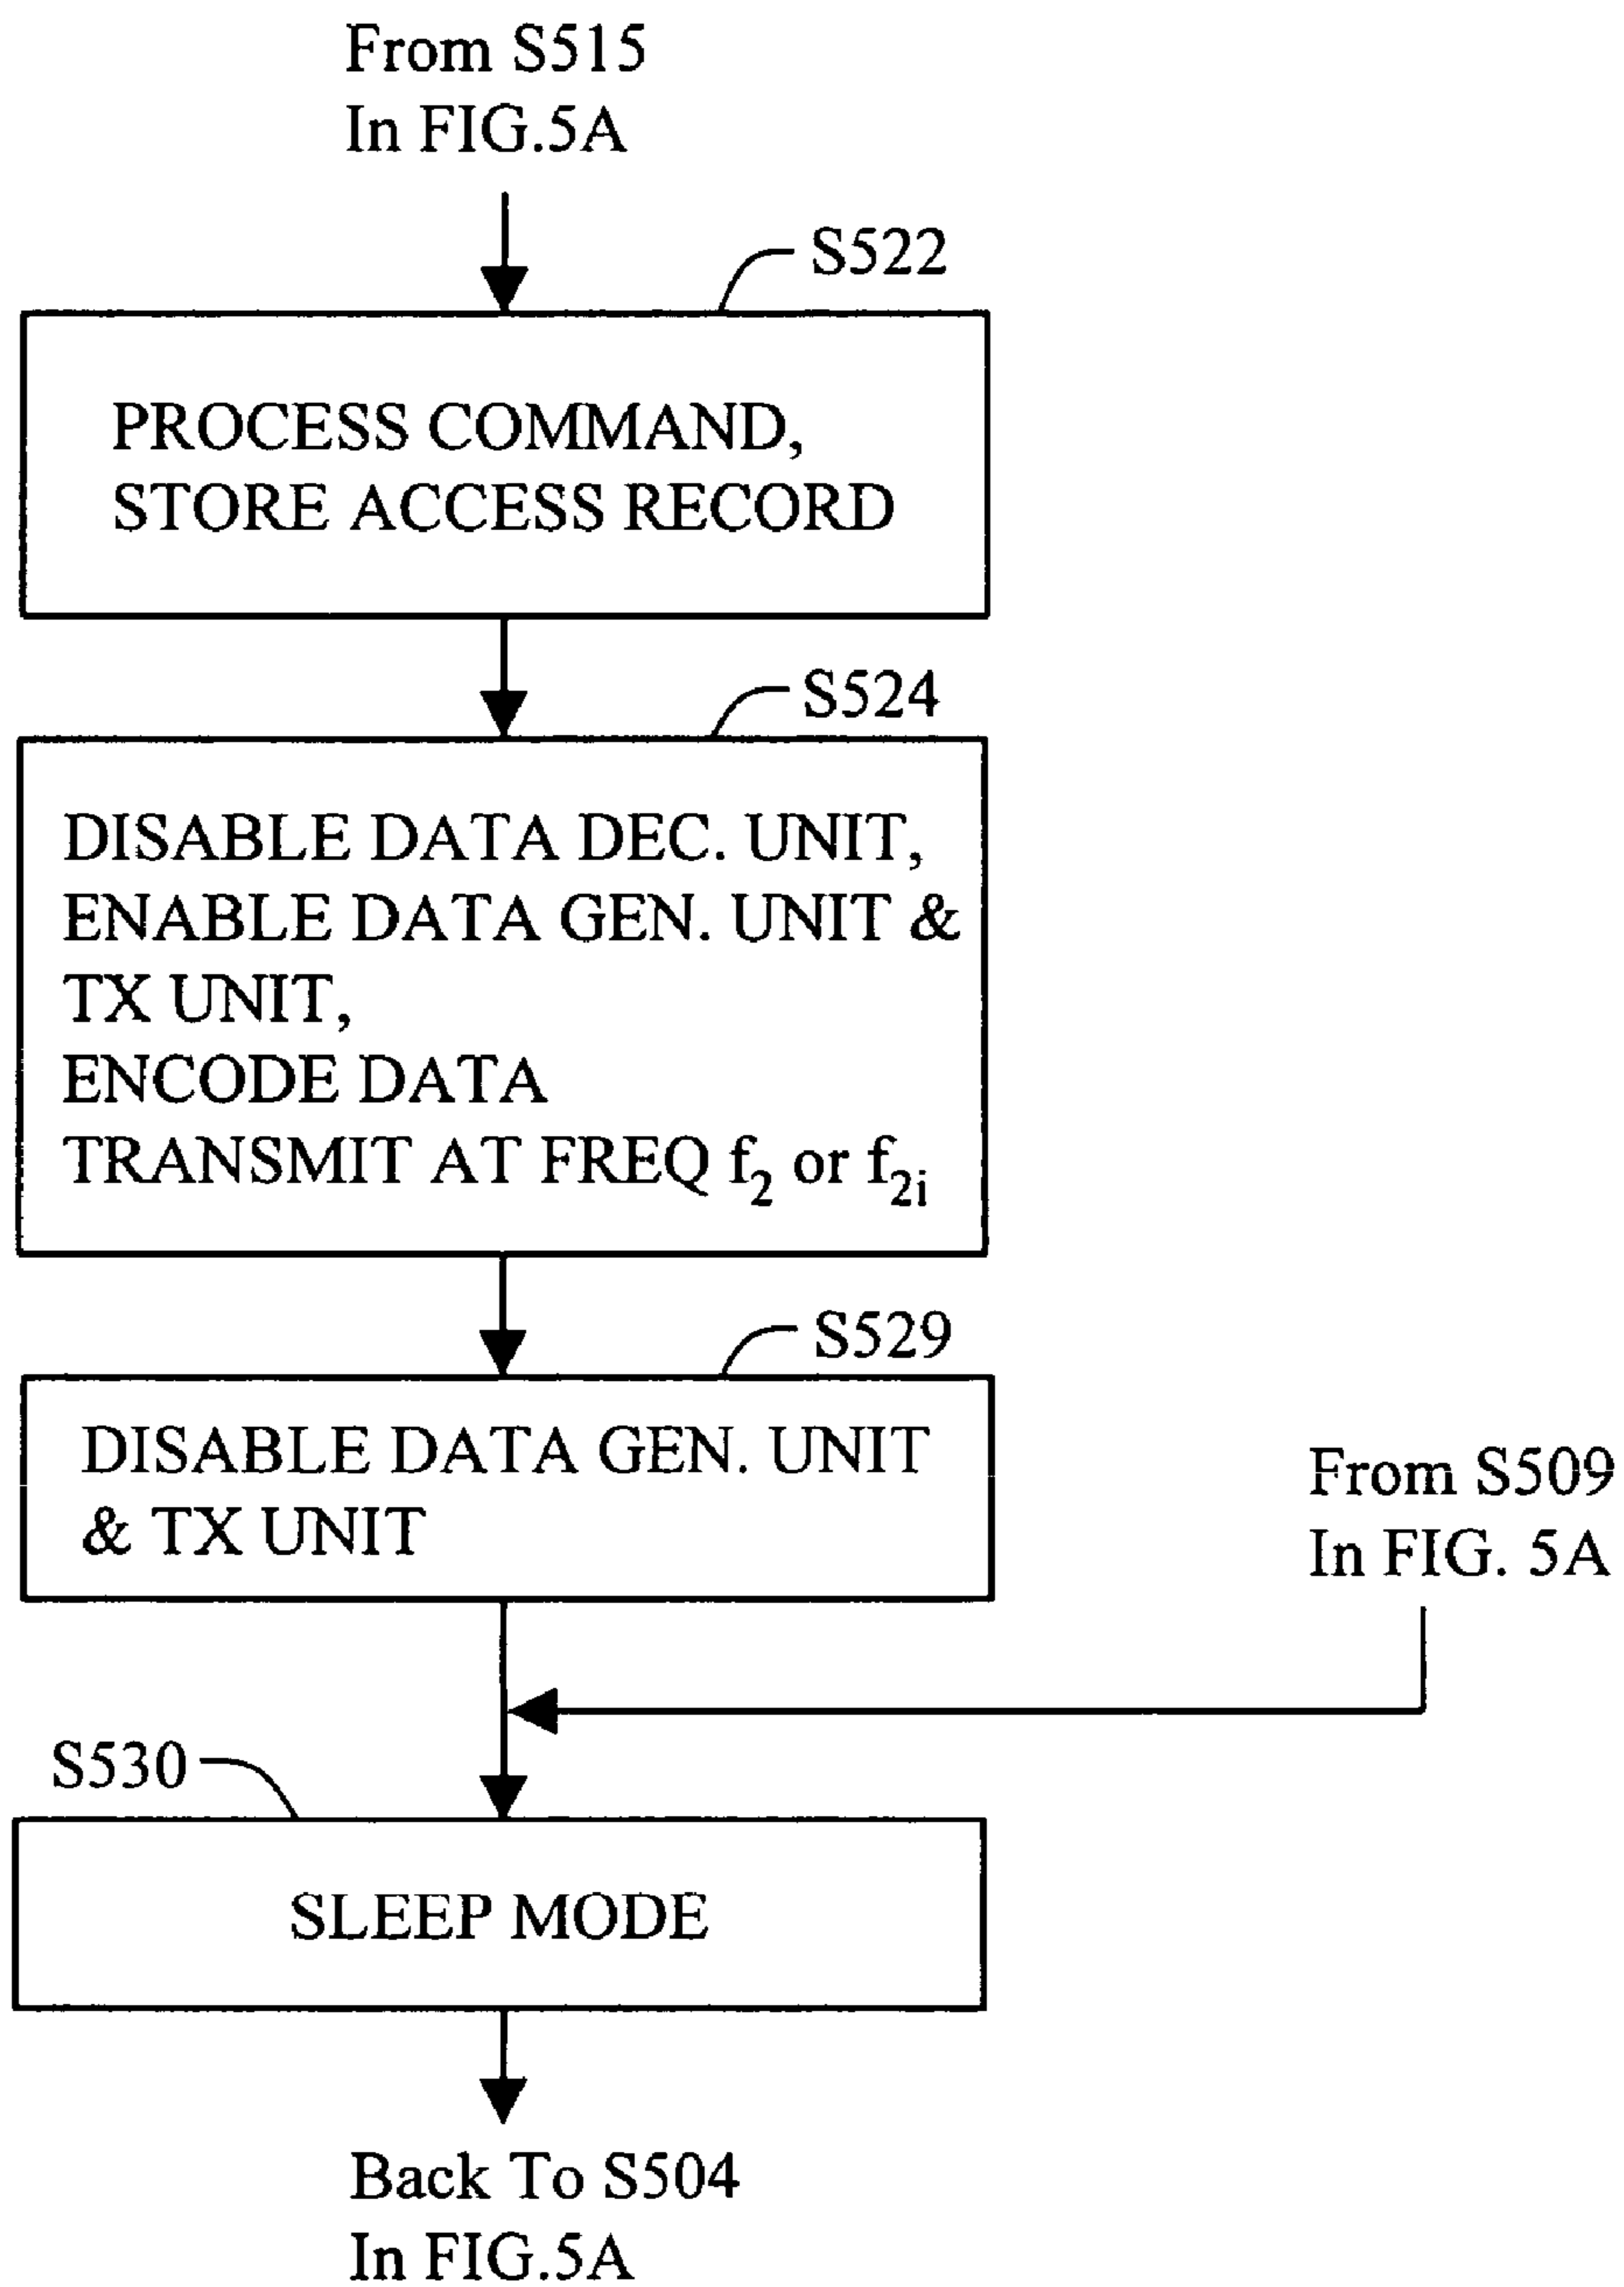 From S515
In FIG.5A
S522
PROCESS COMMAND,
STORE ACCESS RECORD
S524
DISABLE DATA DEC. UNIT,
ENABLE DATA GEN. UNIT &
TX UNIT,
ENCODE DATA
TRANSMIT AT FREQ f2 or f2i
S529
DISABLE DATA GEN. UNIT
& TX UNIT
From S509
In FIG. 5A
S530
SLEEP MODE
Back To S504
In FIG.5A